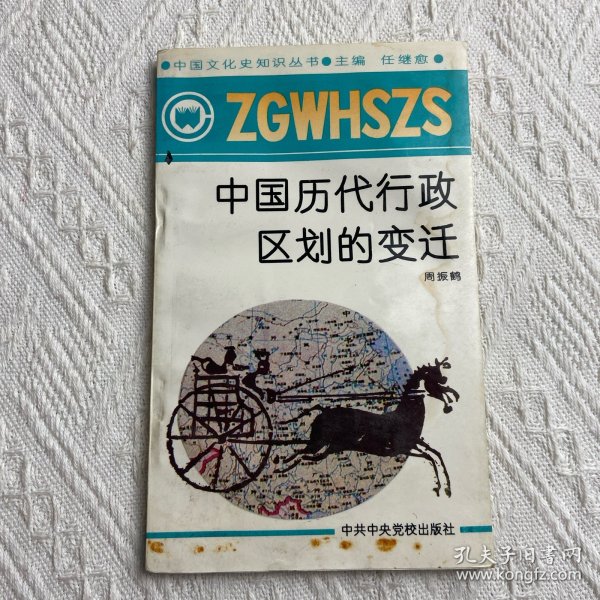 ●中国文化史知识丛书●主编 任继愈●
ZGWHSZS
中国历代行政
区划的变迁
周振鹤
中共中央党校出版社
孔夫子旧书网
www.kongfz.com